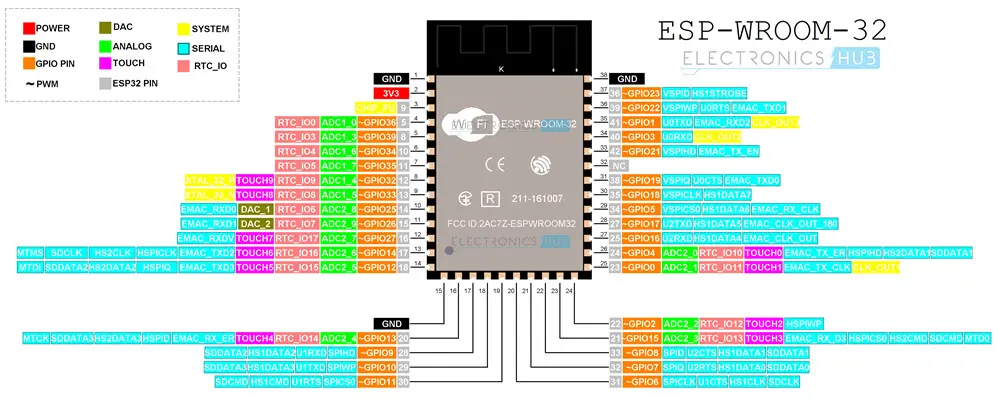 POWER DAC SYSTEM
GND ANALOG SERIAL
GPIO PIN TOUCH RTC_IO
~ PWM ESP32 PIN
ESP-WROOM-32
ELECTRONICS HUB
K
GND 1
3V3 2
CHIP_PU 9 3
RTC_IO0 ADC1_0 ~GPIO36 5 4
RTC_IO3 ADC1_3 ~GPIO39 8 5
RTC_IO4 ADC1_6 ~GPIO34 10 6
RTC_IO5 ADC1_7 ~GPIO35 11 7
TOUCH9 RTC_IO9 ADC1_4 ~GPIO32 12 8
TOUCH8 RTC_IO8 ADC1_5 ~GPIO33 13 9
EMAC_RXD0 DAC_1 RTC_IO6 ADC2_8 ~GPIO25 14 10
EMAC_RXD1 DAC_2 RTC_IO7 ADC2_9 ~GPIO26 15 11
EMAC_RXDV TOUCH7 RTC_IO17 ADC2_7 ~GPIO27 16 12
MTMS SDCLK HS2CLK HSPICLK EMAC_TXD2 TOUCH6 RTC_IO16 ADC2_6 ~GPIO14 17 13
MTDI SDDATA2 HS2DATA2 HSPIQ EMAC_TXD3 TOUCH5 RTC_IO15 ADC2_5 ~GPIO12 18 14
Wi Fi ESP-WROOM-32
CE
R 211-161007
FCC ID:2AC7Z-ESPWROOM32
ELECTRONICS HUB
38 GND
37 36 ~GPIO23 VSPID HS1STROBE
36 39 ~GPIO22 VSPIWP U0RTS EMAC_TXD1
35 41 ~GPIO1 U0TXD EMAC_RXD2 CLK_OUT3
34 40 ~GPIO3 U0RXD CLK_OUT2
33 42 ~GPIO21 VSPIHD EMAC_TX_EN
32 NC
31 38 ~GPIO19 VSPIQ U0CTS EMAC_TXD0
30 35 ~GPIO18 VSPICLK HS1DATA7
29 34 ~GPIO5 VSPICS0 HS1DATA6 EMAC_RX_CLK
28 27 ~GPIO17 U2TXD HS1DATA5 EMAC_CLK_OUT_180
27 25 ~GPIO16 U2RXD HS1DATA4 EMAC_CLK_OUT
26 24 ~GPIO4 ADC2_0 RTC_IO10 TOUCH0 EMAC_TX_ER HSPIHD HS2DATA1 SDDATA1
25 23 ~GPIO0 ADC2_1 RTC_IO11 TOUCH1 EMAC_TX_CLK CLK_OUT1
15 16 17 18 19 20 21 22 23 24
GND
MTCK SDDATA3 HS2DATA3 HSPID EMAC_RX_ER TOUCH4 RTC_IO14 ADC2_4 ~GPIO13 20
SDDATA2 HS1DATA2 U1RXD SPIHD ~GPIO9 28
SDDATA3 HS1DATA3 U1TXD SPIWP ~GPIO10 29
SDCMD HS1CMD U1RTS SPICS0 ~GPIO11 30
22 ~GPIO2 ADC2_2 RTC_IO12 TOUCH2 HSPIWP
21 ~GPIO15 ADC2_3 RTC_IO13 TOUCH3 EMAC_RX_D3 HSPICS0 HS2CMD SDCMD MTD0
33 ~GPIO8 SPID U2CTS HS1DATA1 SDDATA1
32 ~GPIO7 SPIQ U2RTS HS1DATA0 SDDATA0
31 ~GPIO6 SPICLK U1CTS HS1CLK SDCLK